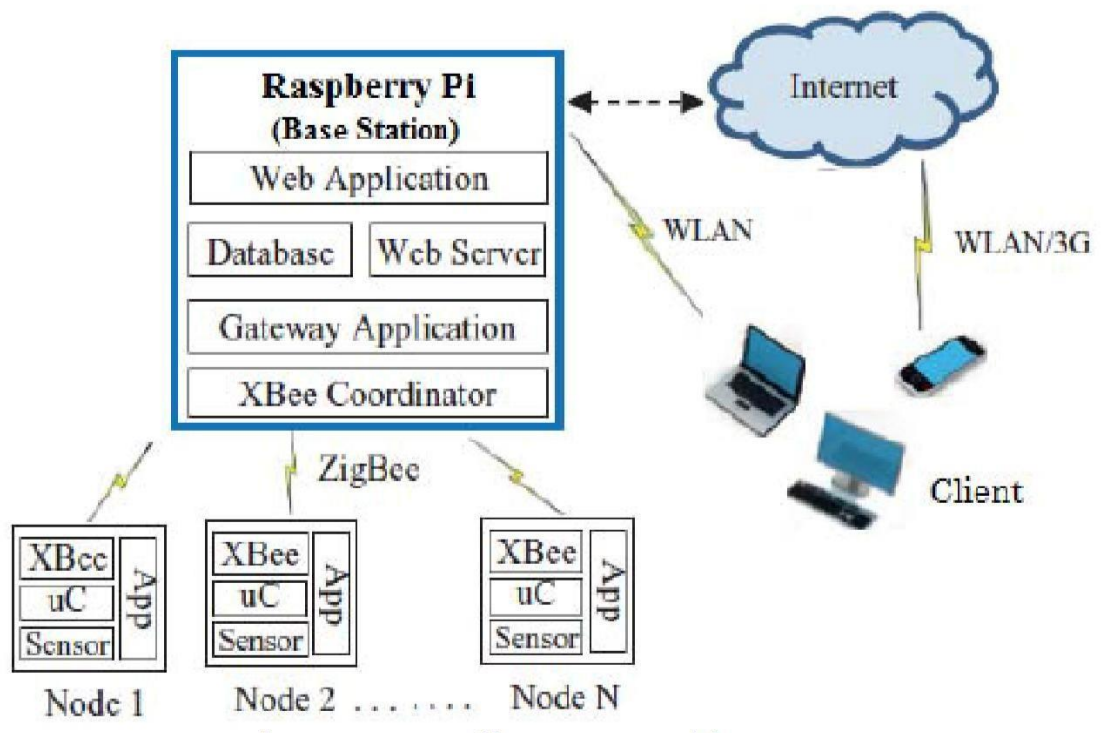 Raspberry Pi
(Base Station)
Web Application
Database
Web Server
Gateway Application
XBee Coordinator
Internet
WLAN
WLAN/3G
Client
ZigBee
XBee
uC
Sensor
App
Node 1
XBee
uC
Sensor
App
Node 2 . . . . . . . .
XBee
uC
Sensor
App
Node N